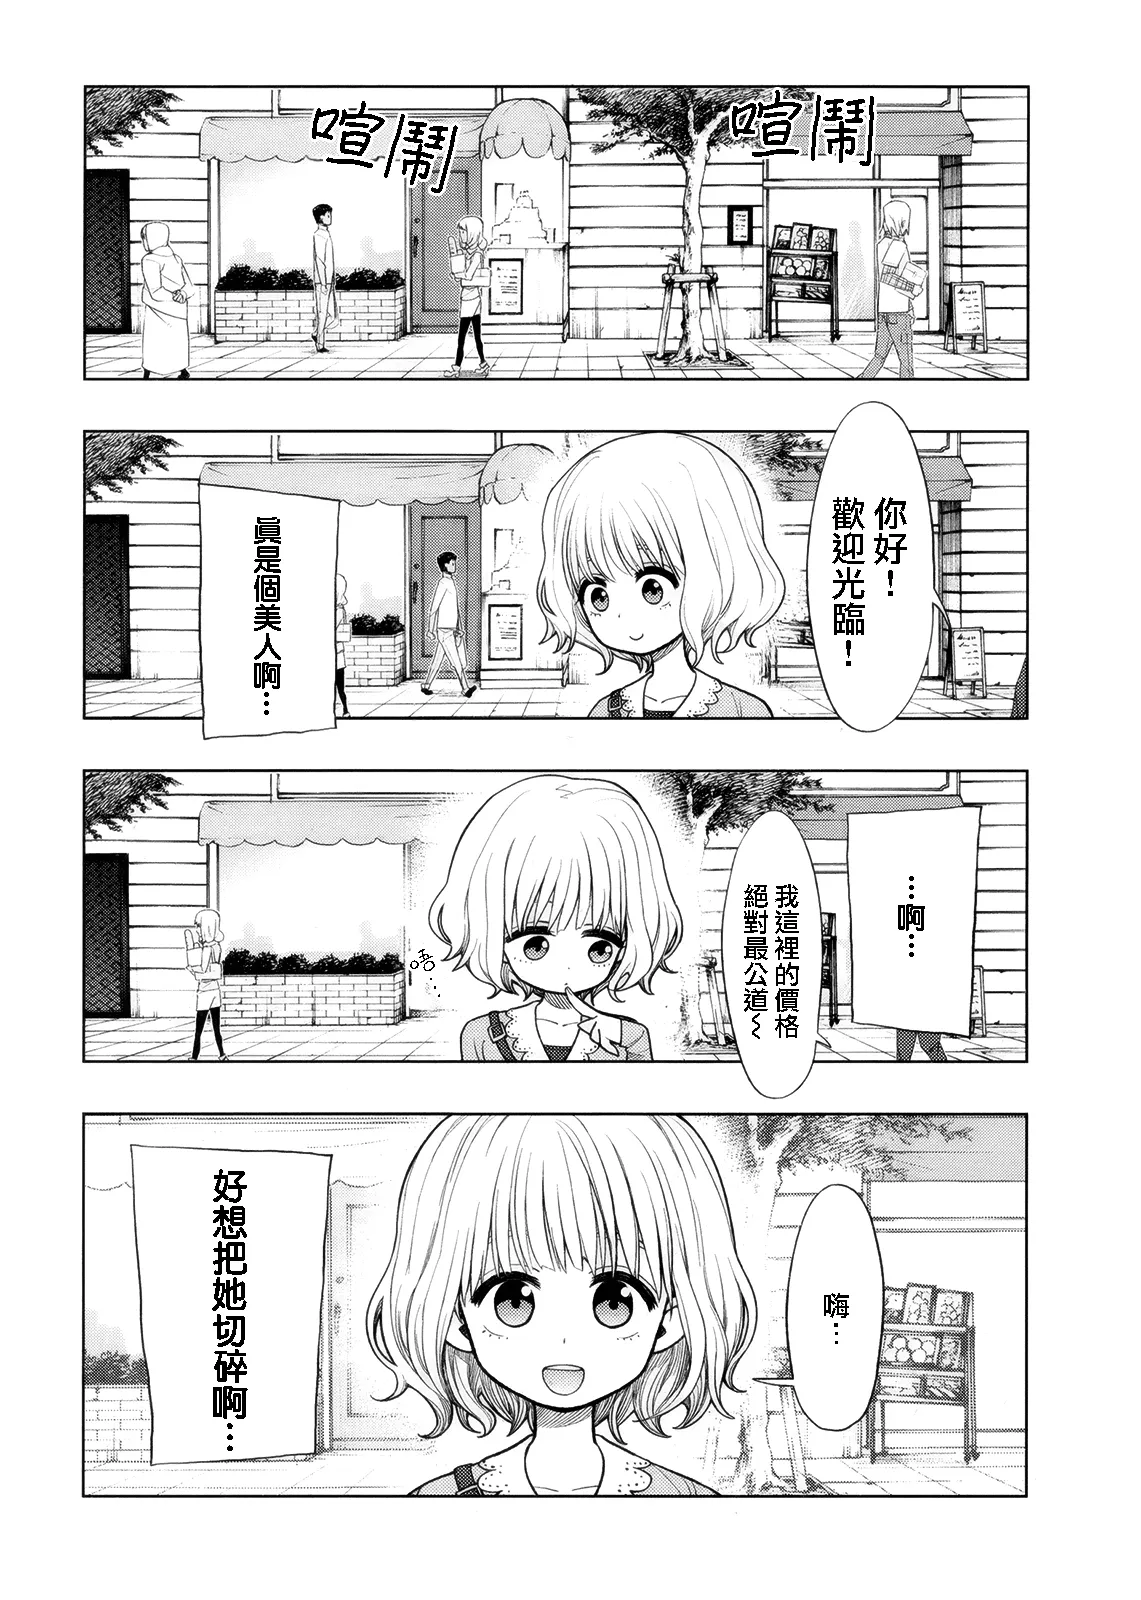 喧鬧
喧鬧
你好！
歡迎光臨！
眞是個美人啊…
…啊…
我這裡的價格
絕對最公道～
唔…
嗨…
好想把她切碎啊…